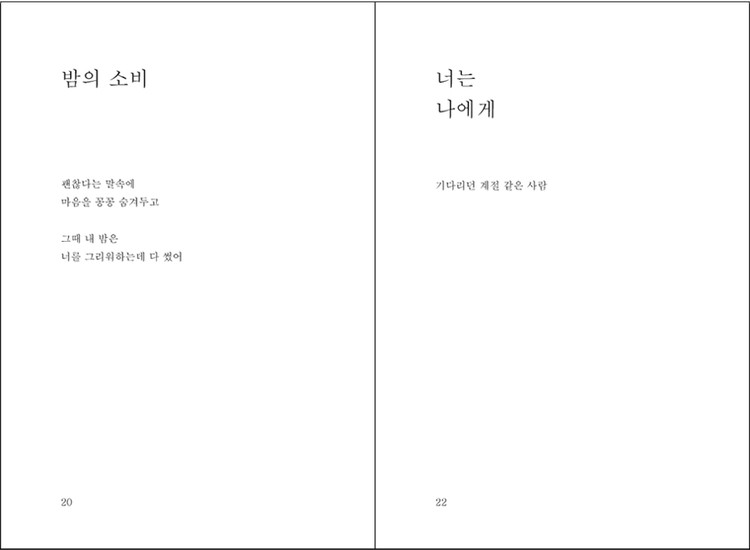 밤의 소비
괜찮다는 말속에
마음을 꽁꽁 숨겨두고
그때 내 밤은
너를 그리워하는데 다 썼어
20
너는
나에게
기다리던 계절 같은 사람
22